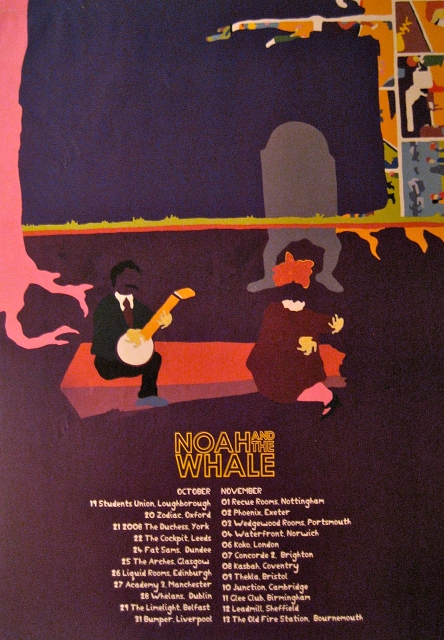 NOAH AND THE
WHALE
OCTOBER
19 Students Union, Loughborough
20 Zodiac, Oxford
21 2008 The Duchess, York
22 The Cockpit, Leeds
24 Fat Sams, Dundee
25 The Arches, Glasgow
26 Liquid Rooms, Edinburgh
27 Academy 3, Manchester
28 Whelans, Dublin
29 The Limelight, Belfast
31 Bumper, Liverpool
NOVEMBER
01 Recue Rooms, Nottingham
02 Phoenix, Exeter
03 Wedgewood Rooms, Portsmouth
04 Waterfront, Norwich
06 Koko, London
07 Concorde 2, Brighton
08 Kasbah, Coventry
09 Thekla, Bristol
10 Junction, Cambridge
11 Glee Club, Birmingham
12 Leadmill, Sheffield
13 The Old Fire Station, Bournemouth